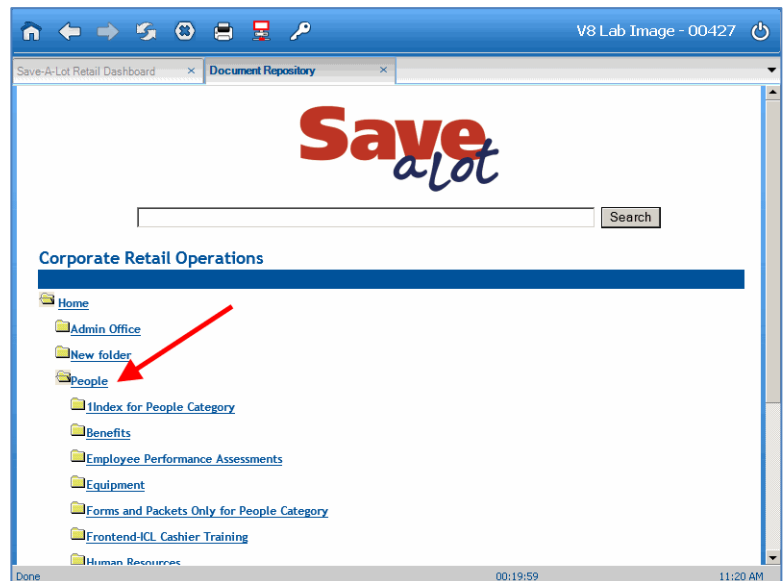 V8 Lab Image - 00427
Save-A-Lot Retail Dashboard × Document Repository ×
Save
a lot
Search
Corporate Retail Operations
Home
Admin Office
New folder
People
1Index for People Category
Benefits
Employee Performance Assessments
Equipment
Forms and Packets Only for People Category
Frontend-ICL Cashier Training
Human Resources
Done 00:19:59 11:20 AM